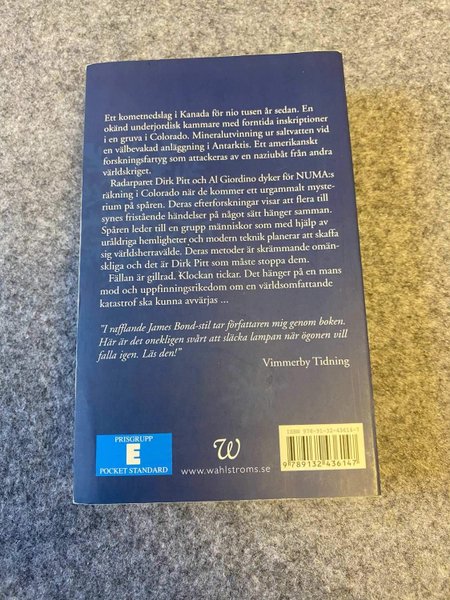 Ett kometnedslag i Kanada för nio tusen år sedan. En
okänd underjordisk kammare med forntida inskriptioner
i en gruva i Colorado. Mineralutvinning ur saltvatten vid
en välbevakad anläggning i Antarktis. Ett amerikanskt
forskningsfartyg som attackeras av en naziubåt från andra
världskriget.
Radarparet Dirk Pitt och Al Giordino dyker för NUMA:s
räkning i Colorado när de kommer ett urgammalt myste-
rium på spåren. Deras efterforskningar visar att flera till
synes fristående händelser på något sätt hänger samman.
Spåren leder till en grupp människor som med hjälp av
uråldriga hemligheter och modern teknik planerar att skaffa
sig världsherravälde. Deras metoder är skrämmande omän-
skliga och det är Dirk Pitt som måste stoppa dem.
Fällan är gillrad. Klockan tickar. Det hänger på en mans
mod och uppfinningsrikedom om en världsomfattande
katastrof ska kunna avvärjas ...
"I rafflande James Bond-stil tar författaren mig genom boken.
Här är det onekligen svårt att släcka lampan när ögonen vill
falla igen. Läs den!"
Vimmerby Tidning
PRISGRUPP
E
POCKET STANDARD
W
www.wahlstroms.se
ISBN 978-91-32-43614-7
9 789132 436147